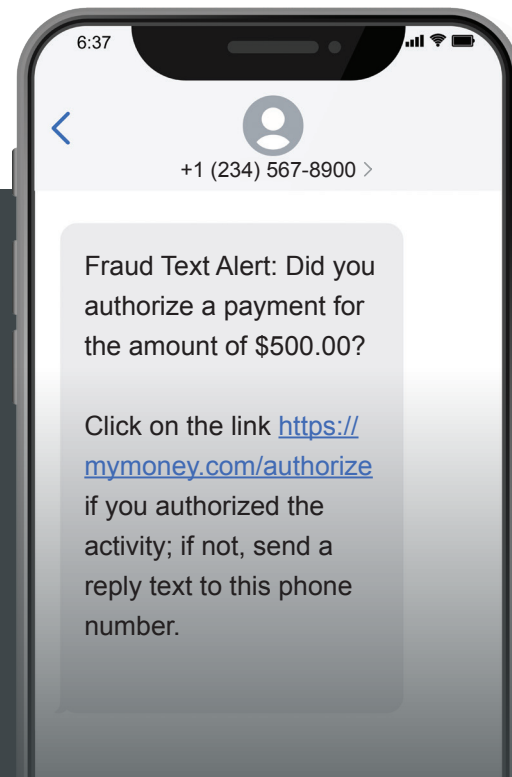 6:37
+1 (234) 567-8900 >
Fraud Text Alert: Did you
authorize a payment for
the amount of $500.00?
Click on the link https://
mymoney.com/authorize
if you authorized the
activity; if not, send a
reply text to this phone
number.